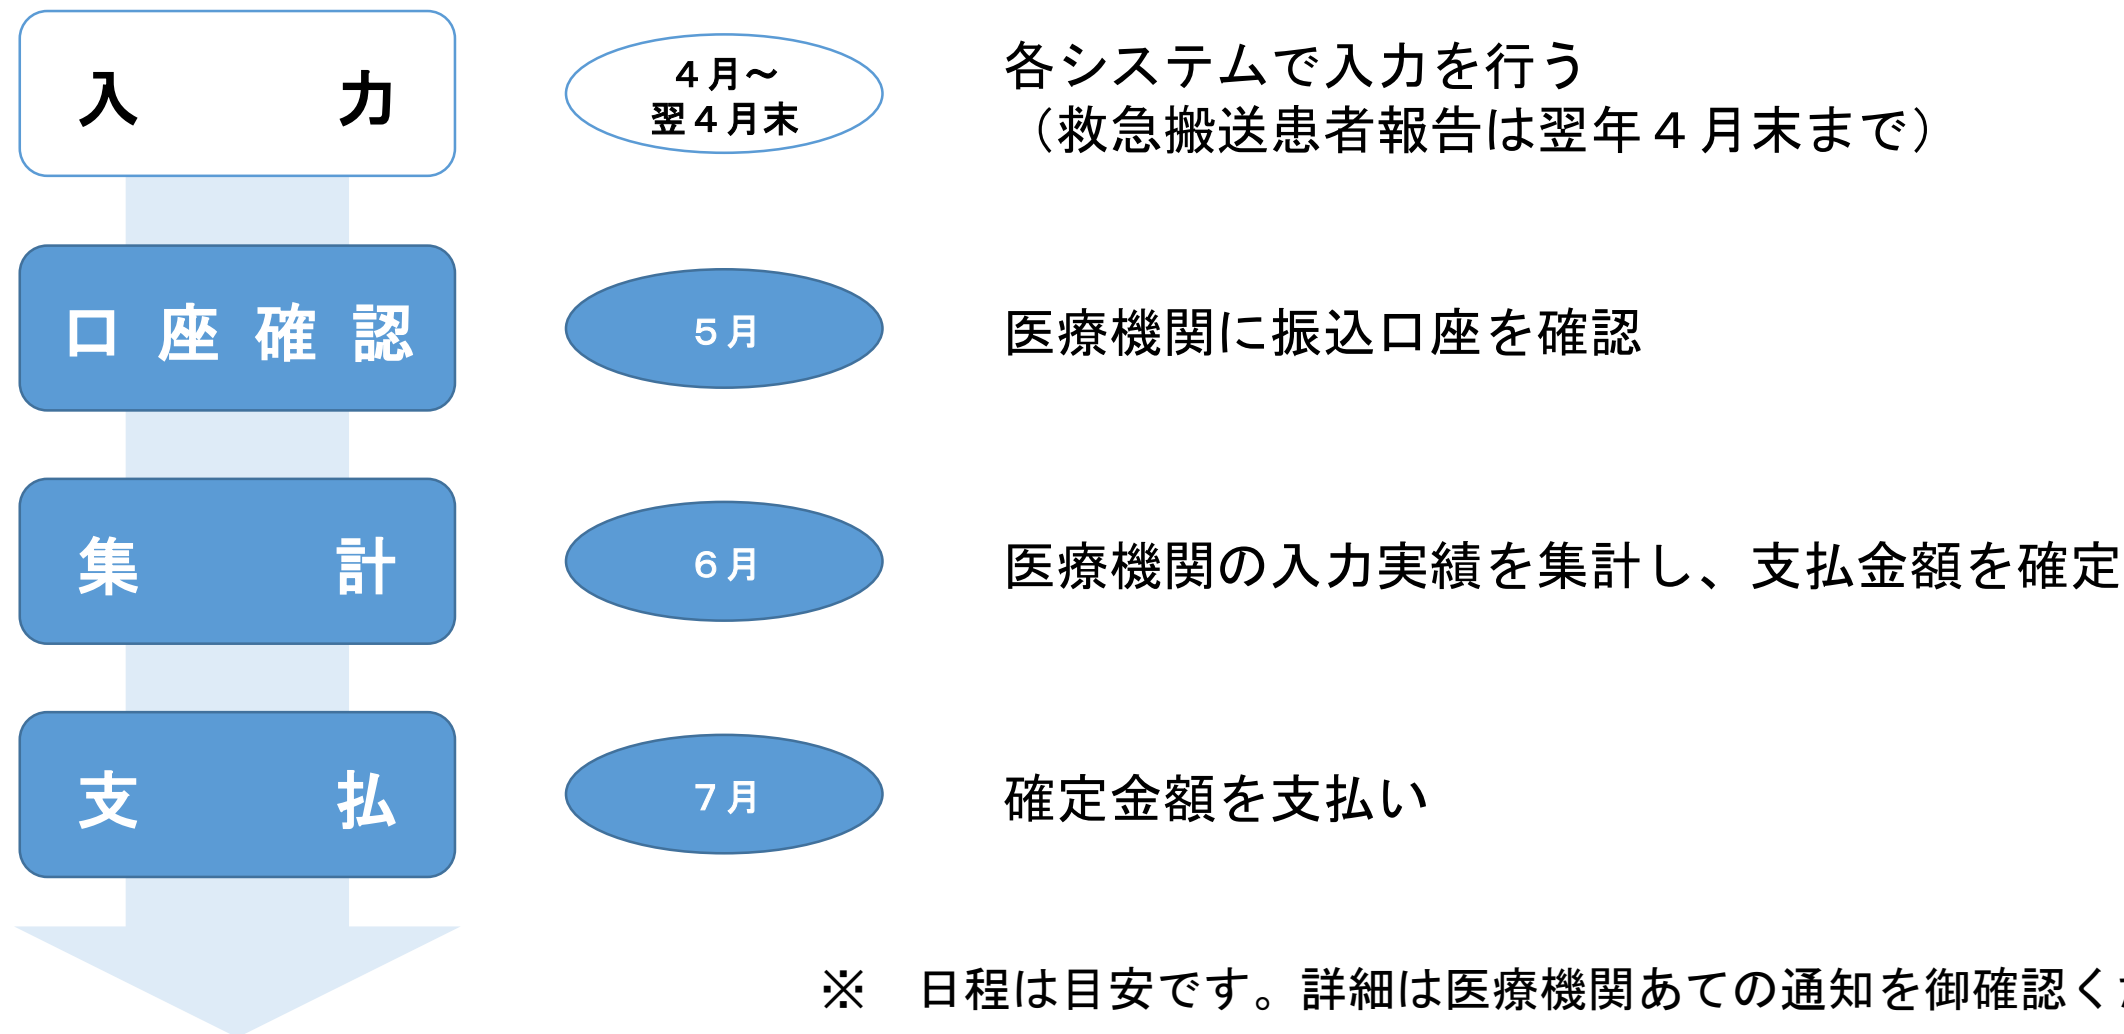 入　力
４月～
翌４月末
各システムで入力を行う
（救急搬送患者報告は翌年４月末まで）
口座確認
５月
医療機関に振込口座を確認
集　計
６月
医療機関の入力実績を集計し、支払金額を確定
支　払
７月
確定金額を支払い
※　日程は目安です。詳細は医療機関あての通知を御確認く